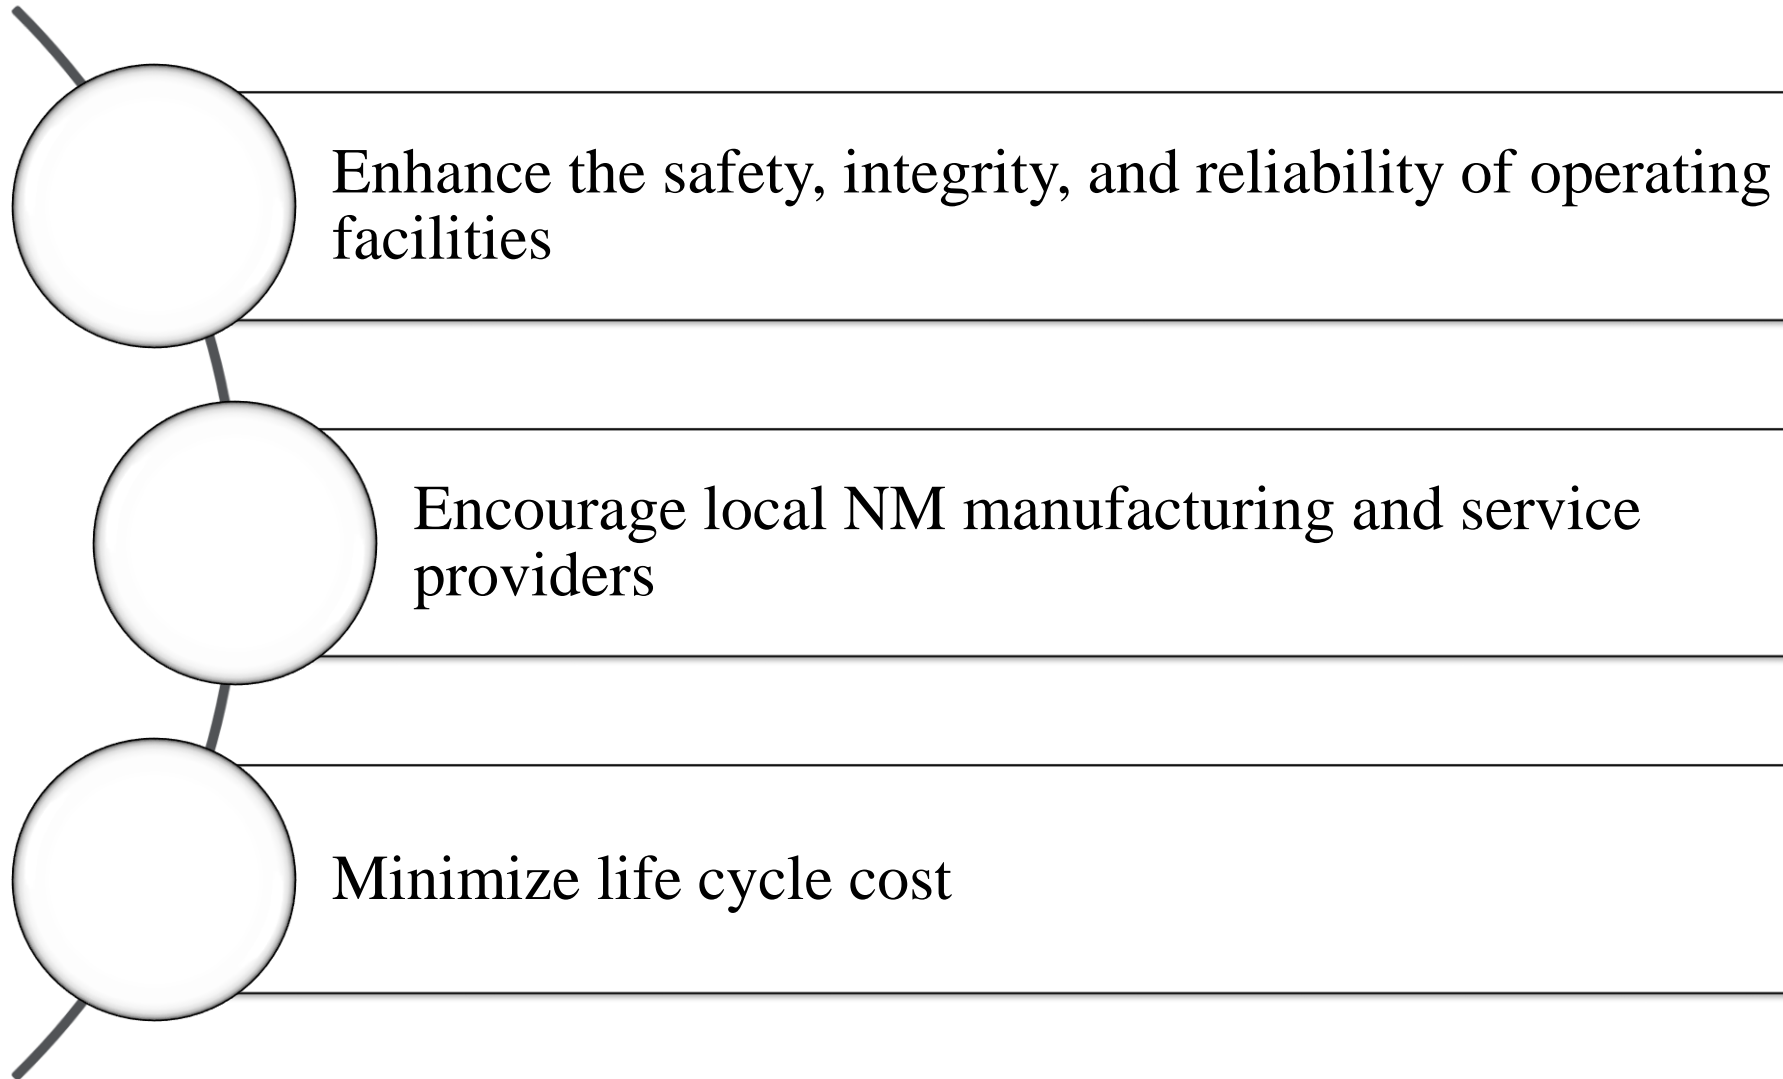 Enhance the safety, integrity, and reliability of operating
facilities
Encourage local NM manufacturing and service
providers
Minimize life cycle cost